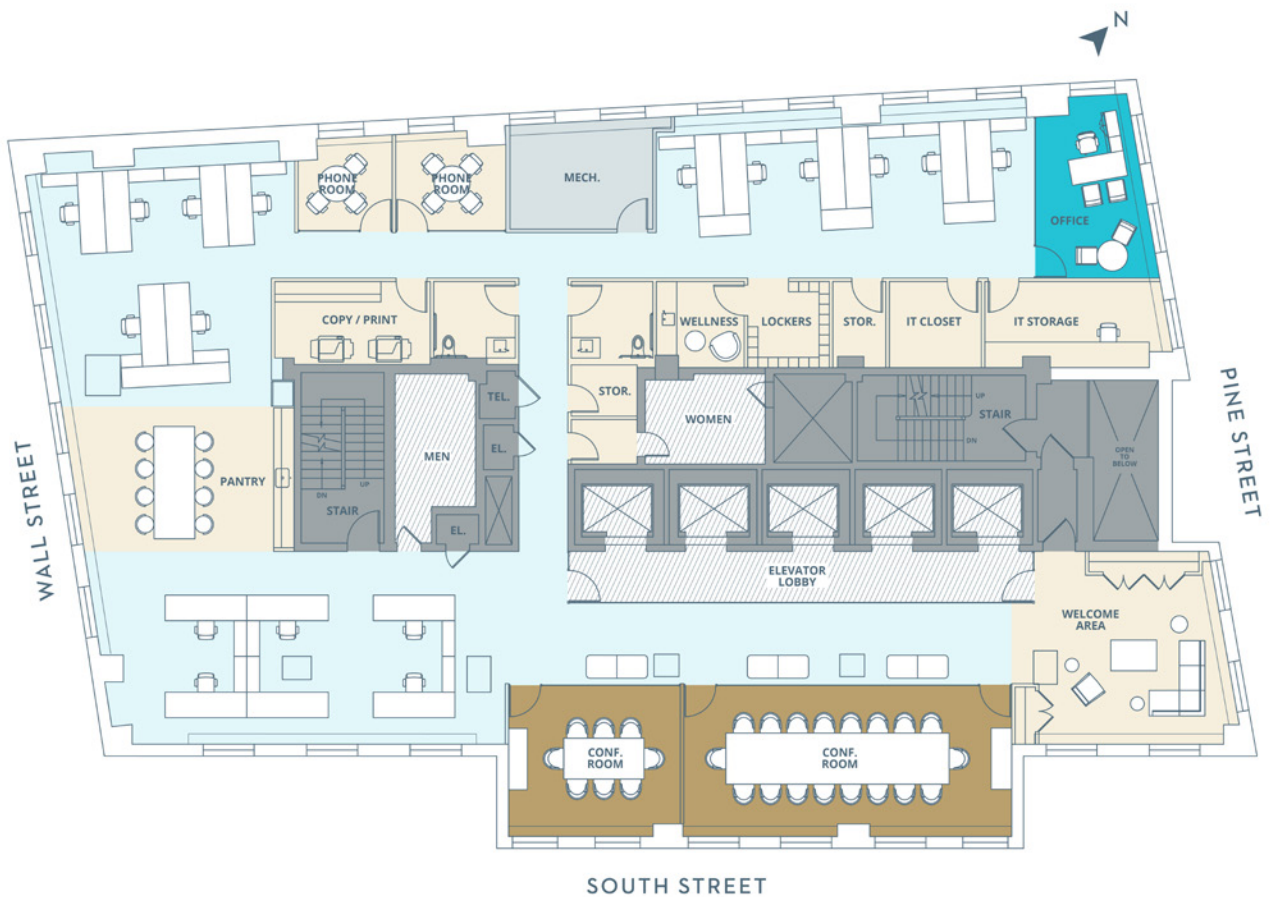 N
PHONE
ROOM
PHONE
ROOM
MECH.
OFFICE
COPY / PRINT
WELLNESS
LOCKERS
STOR.
IT CLOSET
IT STORAGE
TEL.
STOR.
WOMEN
UP
STAIR
DN
EL.
MEN
PANTRY
DN
UP
STAIR
EL.
OPEN
TO
BELOW
WALL STREET
PINE STREET
ELEVATOR
LOBBY
WELCOME
AREA
CONF.
ROOM
CONF.
ROOM
SOUTH STREET